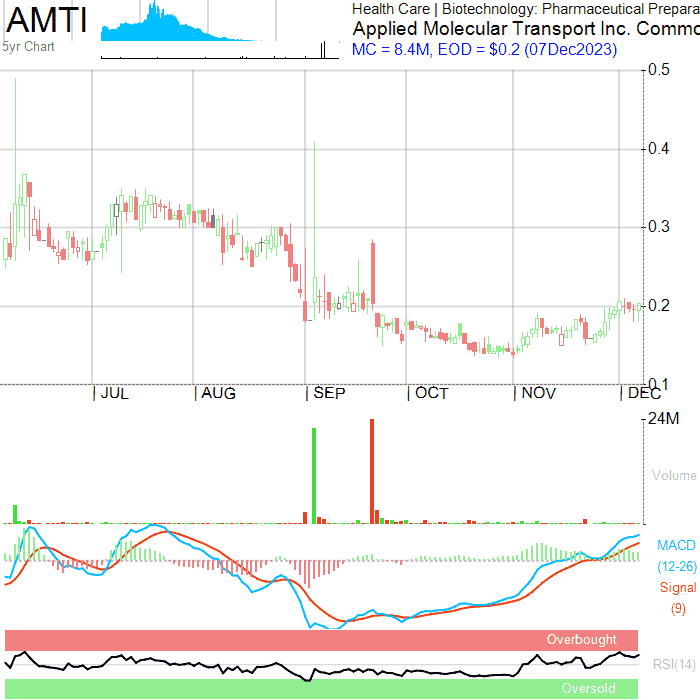 AMTI
5yr Chart
Health Care | Biotechnology: Pharmaceutical Prepara
Applied Molecular Transport Inc. Commo
MC = 8.4M, EOD = $0.2 (07Dec2023)
0.5
0.4
0.3
0.2
0.1
JUL
AUG
SEP
OCT
NOV
DEC
24M
Volume
MACD
(12-26)
Signal
(9)
Overbought
RSI(14)
Oversold